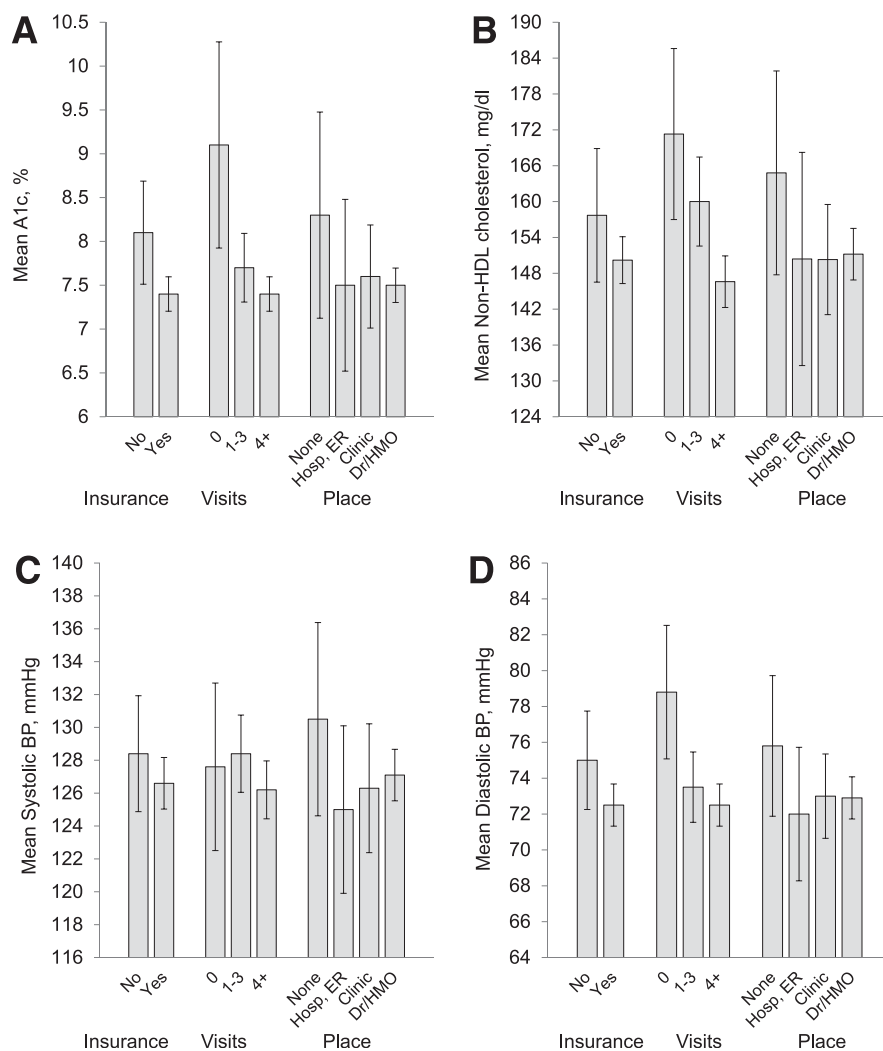 A
Mean A1c, %
10.5
10
9.5
9
8.5
8
7.5
7
6.5
6
No Yes 0 1-3 4+ None Hosp, ER Clinic Dr/HMO
Insurance Visits Place
B
Mean Non-HDL cholesterol, mg/dl
190
184
178
172
166
160
154
148
142
136
130
124
No Yes 0 1-3 4+ None Hosp, ER Clinic Dr/HMO
Insurance Visits Place
C
Mean Systolic BP, mmHg
140
138
136
134
132
130
128
126
124
122
120
118
116
No Yes 0 1-3 4+ None Hosp, ER Clinic Dr/HMO
Insurance Visits Place
D
Mean Diastolic BP, mmHg
86
84
82
80
78
76
74
72
70
68
66
64
No Yes 0 1-3 4+ None Hosp, ER Clinic Dr/HMO
Insurance Visits Place